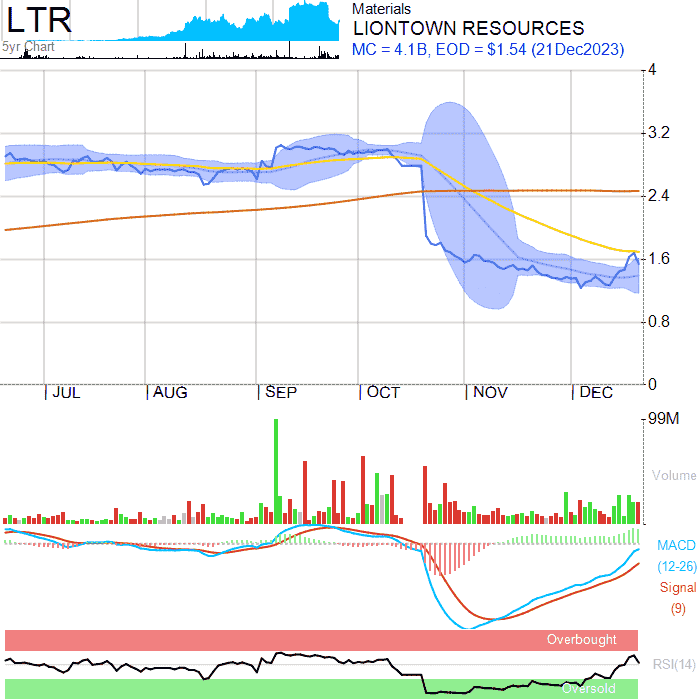 LTR
5yr Chart
Materials
LIONTOWN RESOURCES
MC = 4.1B, EOD = $1.54 (21Dec2023)
4
3.2
2.4
1.6
0.8
0
JUL AUG SEP OCT NOV DEC
99M
Volume
MACD
(12-26)
Signal
(9)
Overbought
RSI(14)
Oversold